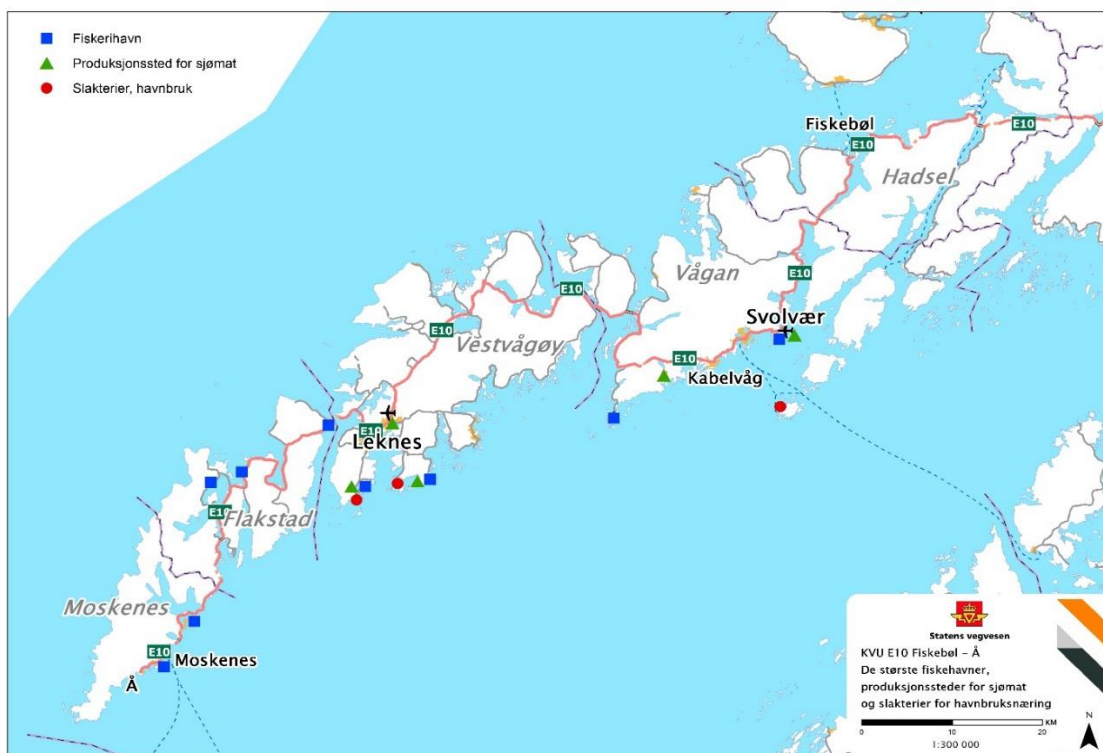 Fiskerihavn
Produksjonssted for sjømat
Slakterier, havnbruk
Fiskebøl
E10
E10
Hadsel
Vågan
E10
E10
Svolvær
E10
Vestvågøy
E10
Kabelvåg
E10
Leknes
E10
Flakstad
Moskenes
E10
Moskenes
Å
Statens vegvesen
KVU E10 Fiskebøl – Å
De største fiskehavner,
produksjonssteder for sjømat
og slakterier for havnbruksnæring
N
0 10 20 KM
1:300 000